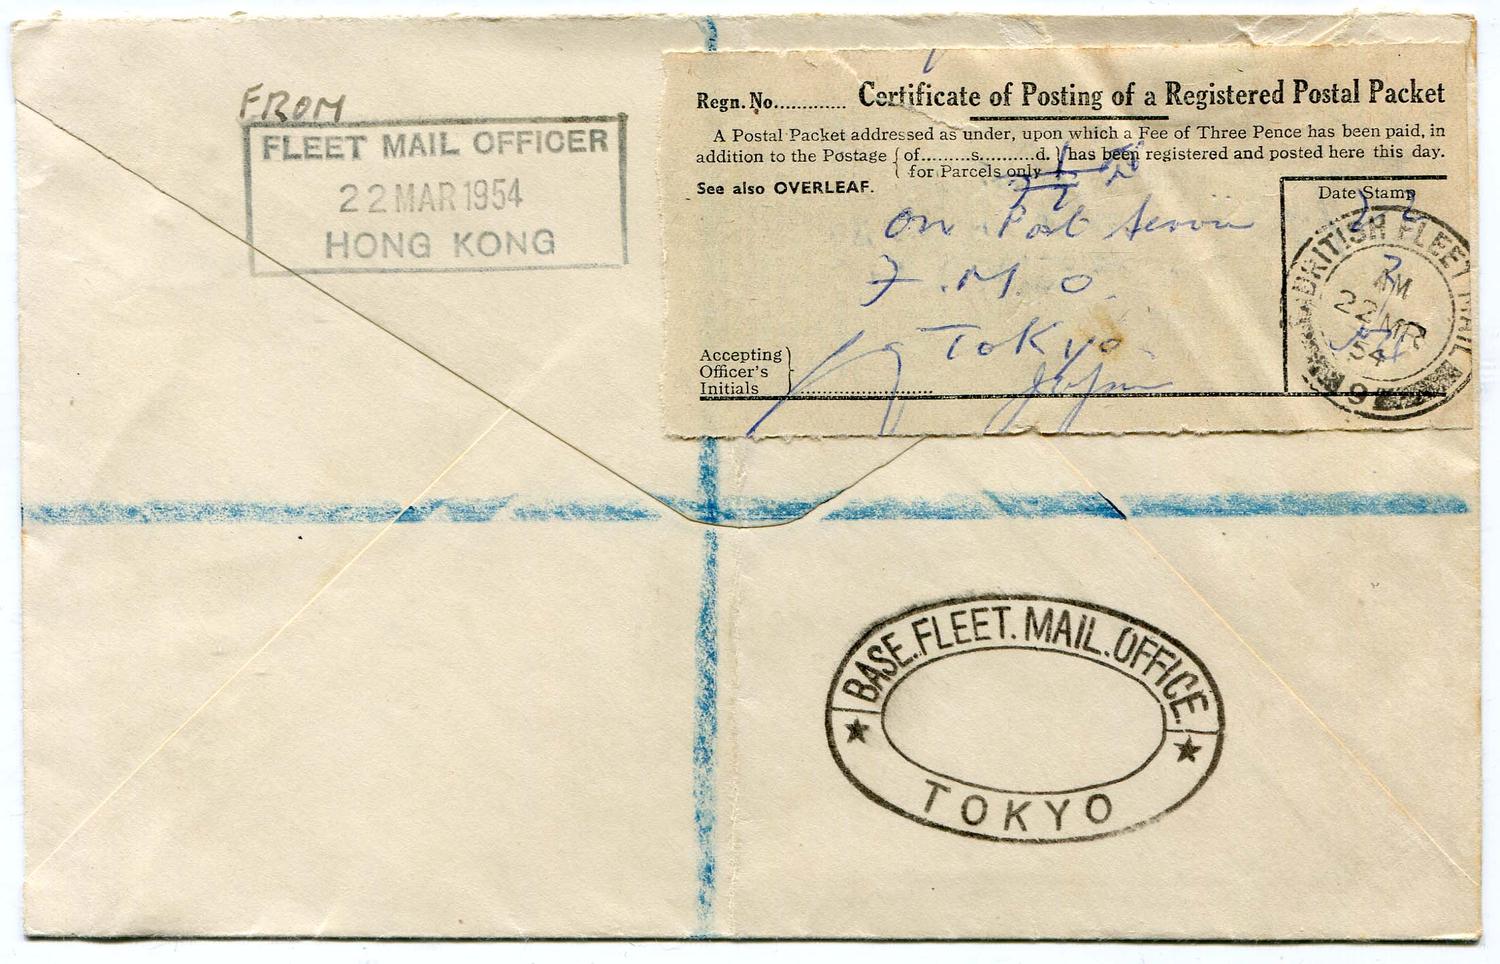 FROM
FLEET MAIL OFFICER
22 MAR 1954
HONG KONG
Regn. No............ Certificate of Posting of a Registered Postal Packet
A Postal Packet addressed as under, upon which a Fee of Three Pence has been paid, in
addition to the Postage { of.........s..........d. } has been registered and posted here this day.
for Parcels only
See also OVERLEAF.
Date Stamp
On Post Service
F.M.O.
Tokyo
Japan
Accepting
Officer's
Initials
BRITISH FLEET MAIL
AM
22 MR
54
9
BASE.FLEET.MAIL.OFFICE.
TOKYO